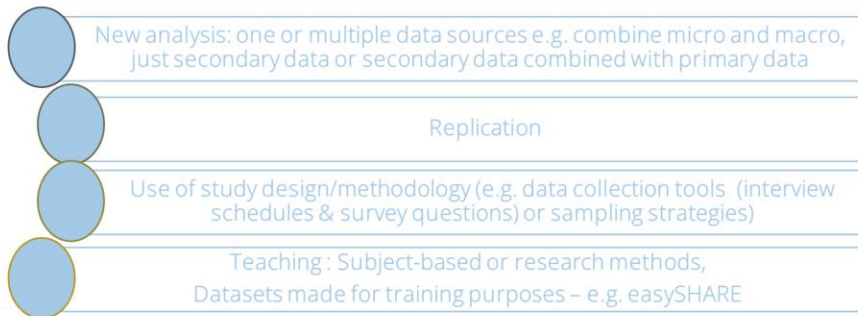 New analysis: one or multiple data sources e.g. combine micro and macro,
just secondary data or secondary data combined with primary data
Replication
Use of study design/methodology (e.g. data collection tools (interview
schedules & survey questions) or sampling strategies)
Teaching : Subject-based or research methods,
Datasets made for training purposes – e.g. easySHARE